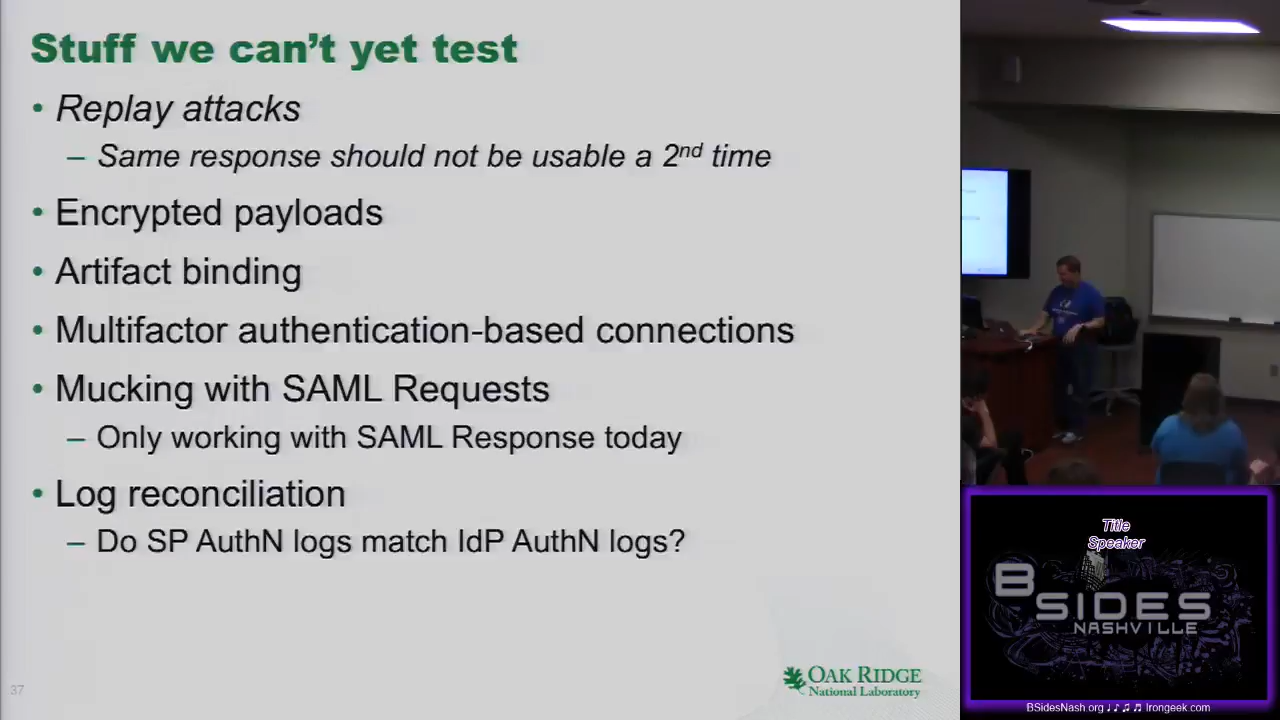 Stuff we can't yet test
• Replay attacks
– Same response should not be usable a 2nd time
• Encrypted payloads
• Artifact binding
• Multifactor authentication-based connections
• Mucking with SAML Requests
– Only working with SAML Response today
• Log reconciliation
– Do SP AuthN logs match IdP AuthN logs?
37
OAK RIDGE
National Laboratory
Title
Speaker
BSIDES
NASHVILLE
BSidesNash.org ♩♪♫♬ Irongeek.com